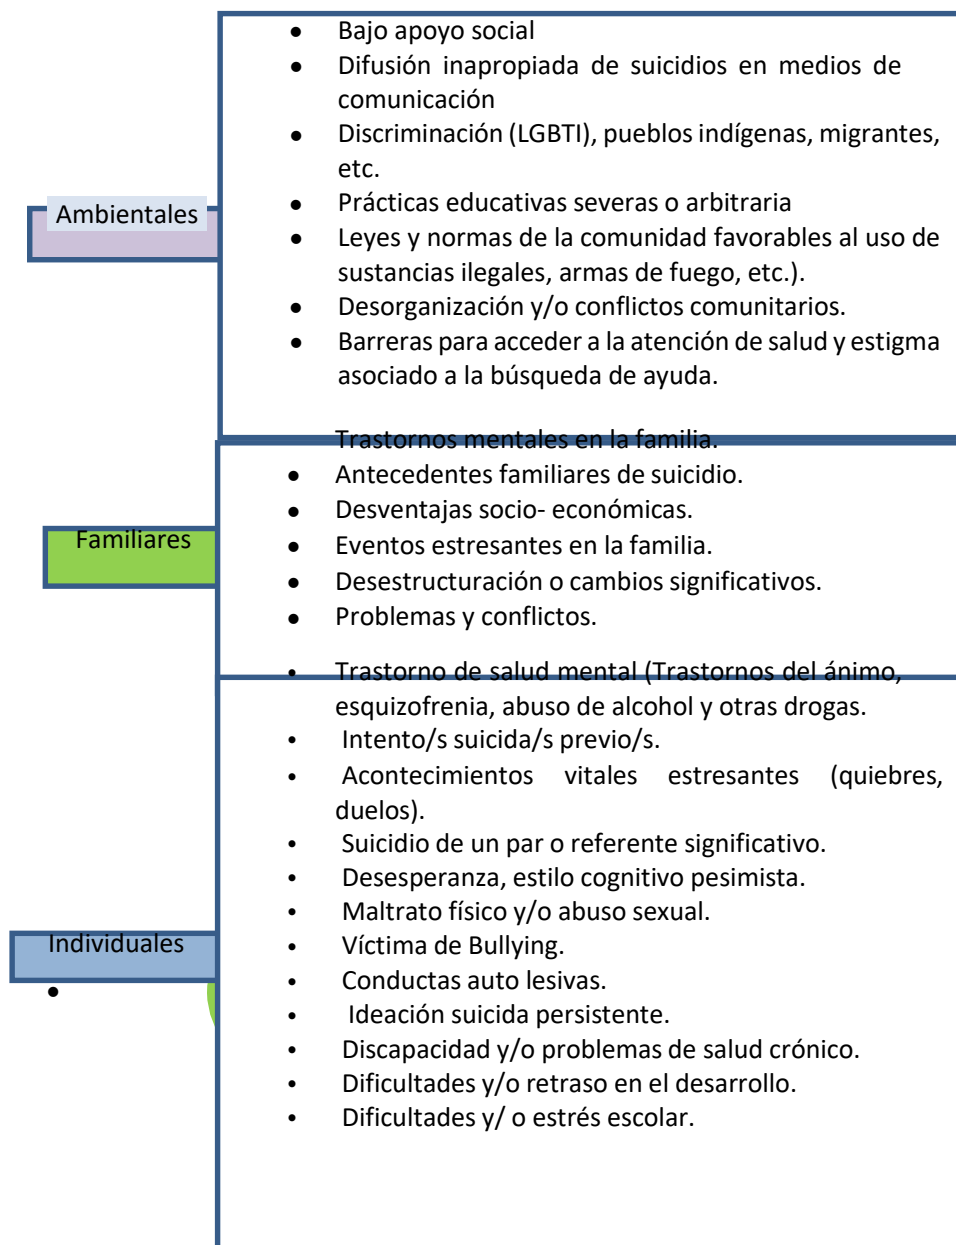 • Bajo apoyo social
• Difusión inapropiada de suicidios en medios de
comunicación
• Discriminación (LGBTI), pueblos indígenas, migrantes,
etc.
Ambientales
• Prácticas educativas severas o arbitraria
• Leyes y normas de la comunidad favorables al uso de
sustancias ilegales, armas de fuego, etc.).
• Desorganización y/o conflictos comunitarios.
• Barreras para acceder a la atención de salud y estigma
asociado a la búsqueda de ayuda.
Trastornos mentales en la familia.
• Antecedentes familiares de suicidio.
• Desventajas socio- económicas.
Familiares
• Eventos estresantes en la familia.
• Desestructuración o cambios significativos.
• Problemas y conflictos.
• Trastorno de salud mental (Trastornos del ánimo,
esquizofrenia, abuso de alcohol y otras drogas.
• Intento/s suicida/s previo/s.
• Acontecimientos vitales estresantes (quiebres,
duelos).
• Suicidio de un par o referente significativo.
• Desesperanza, estilo cognitivo pesimista.
• Maltrato físico y/o abuso sexual.
Individuales
• Víctima de Bullying.
• Conductas auto lesivas.
• Ideación suicida persistente.
• Discapacidad y/o problemas de salud crónico.
• Dificultades y/o retraso en el desarrollo.
• Dificultades y/ o estrés escolar.